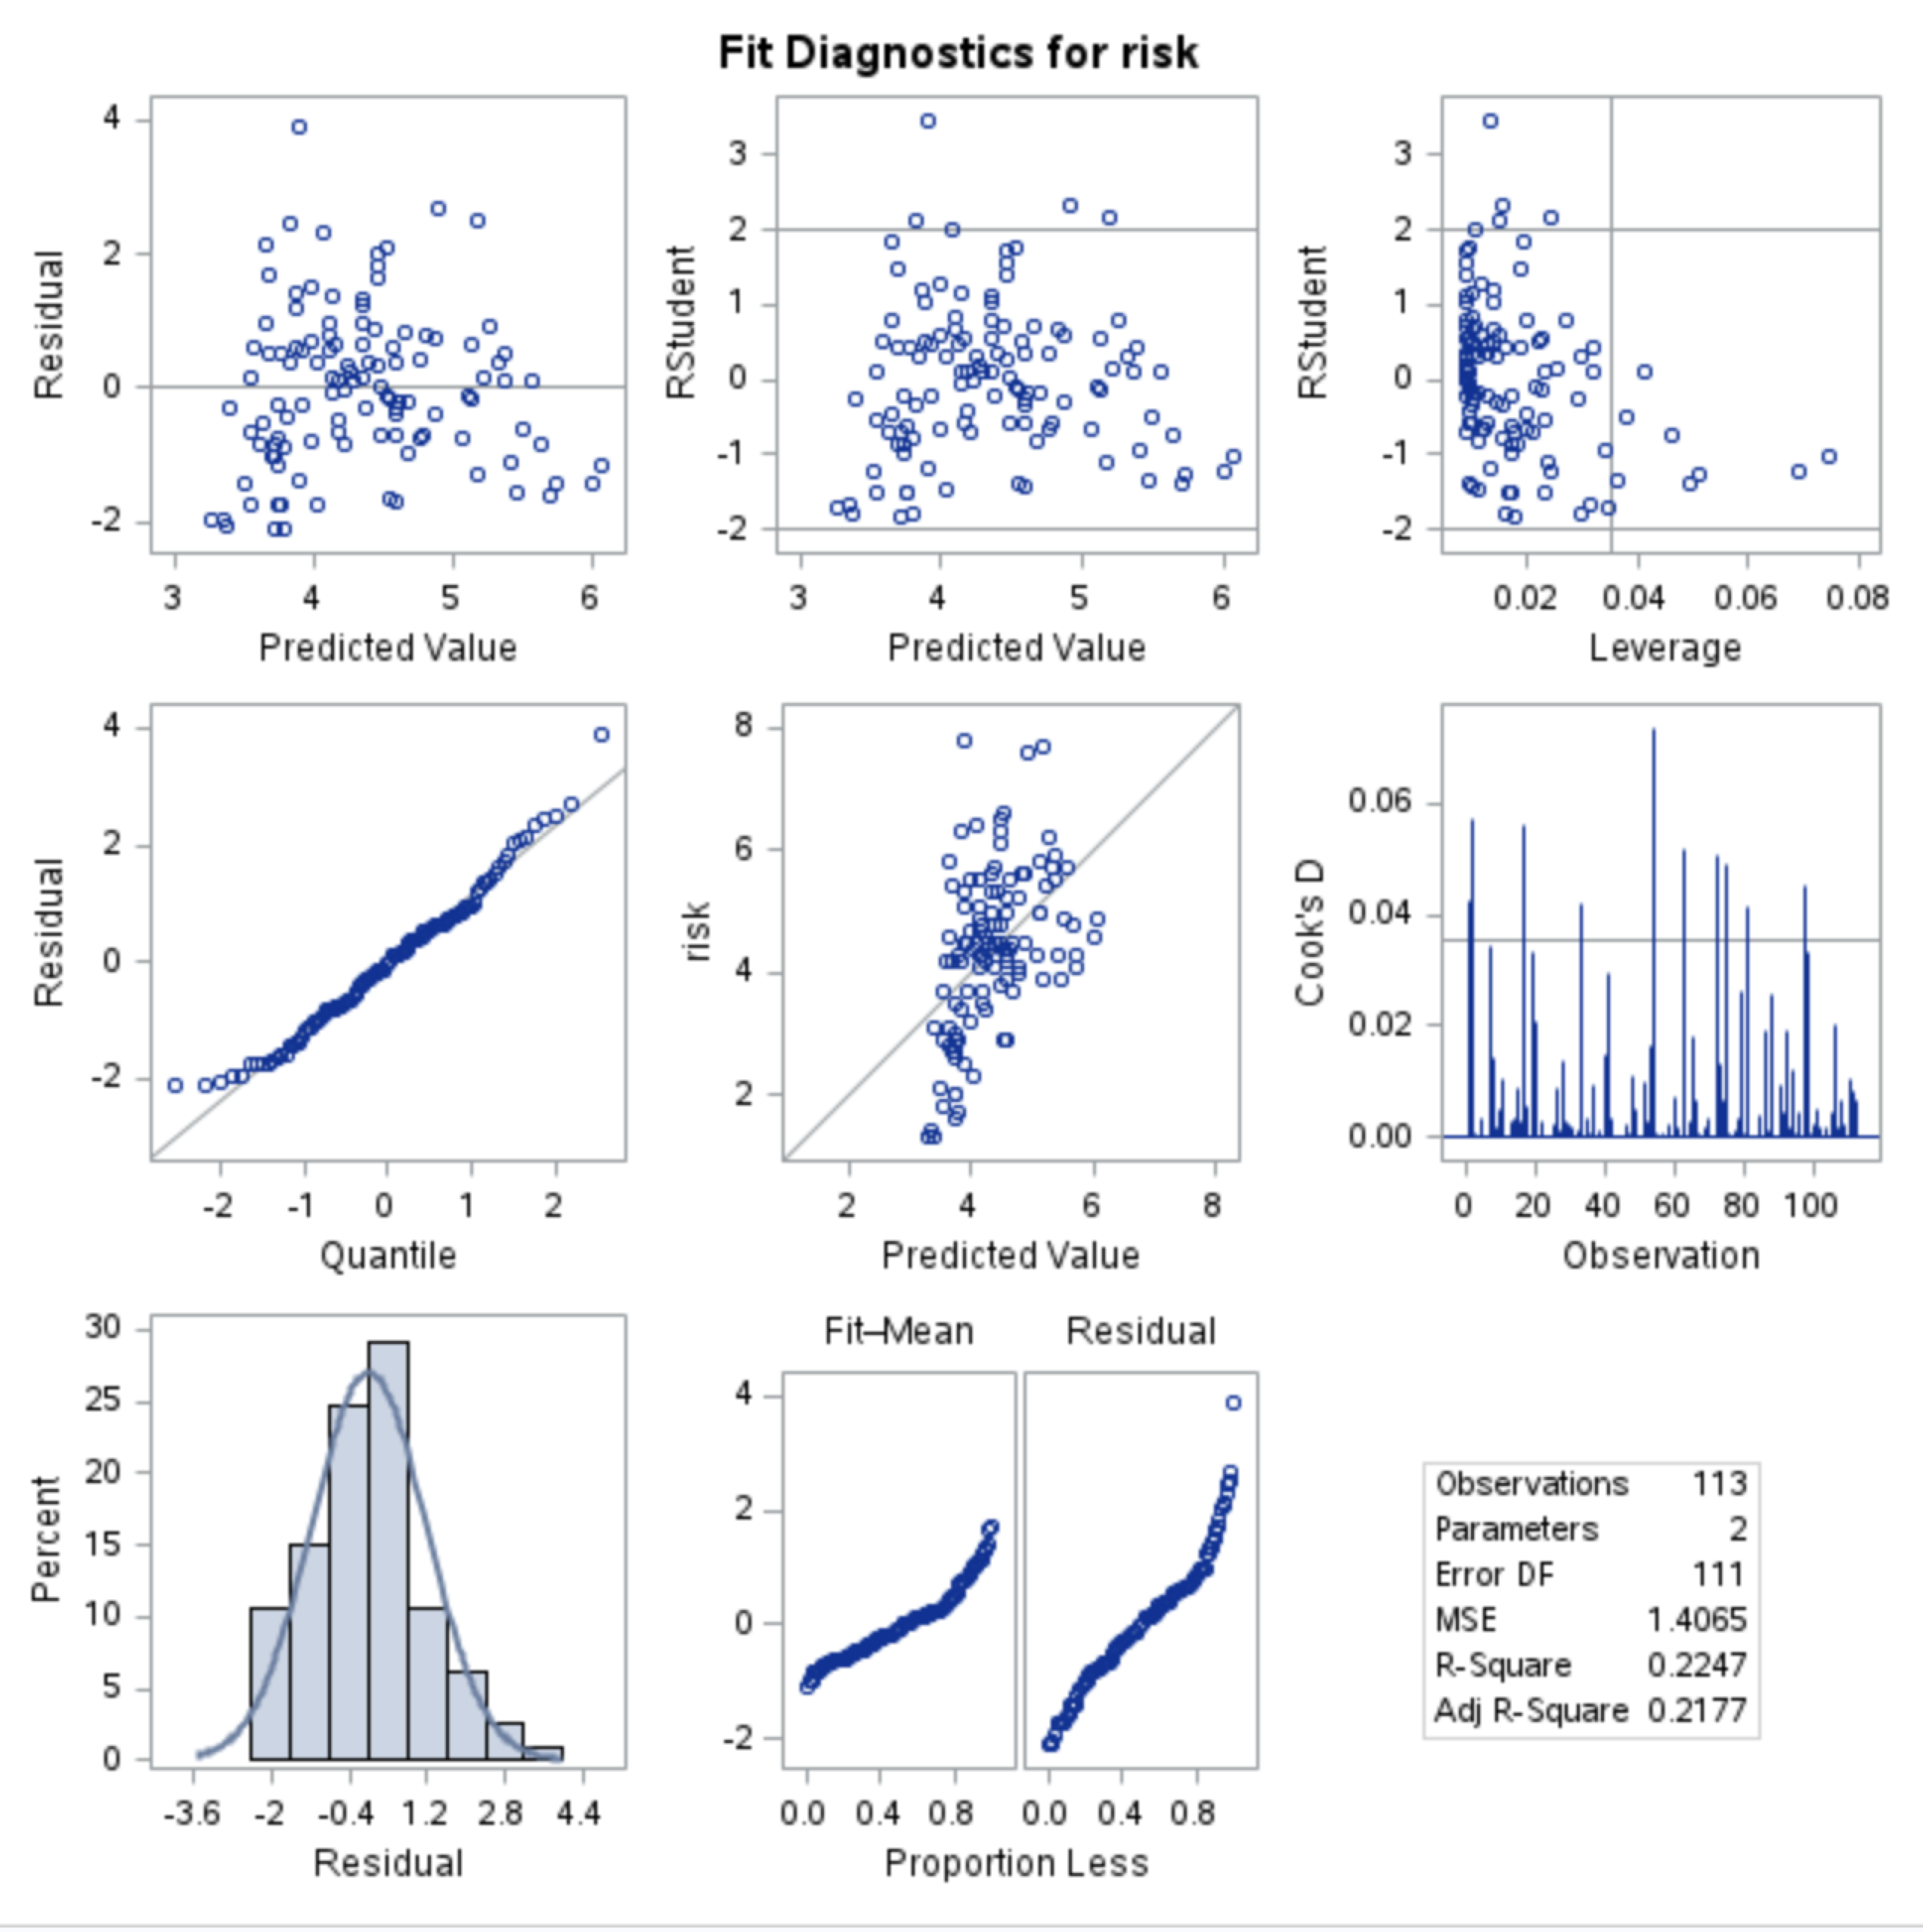 Fit Diagnostics for risk
Residual
4
2
0
-2
3 4 5 6
Predicted Value
RStudent
3
2
1
0
-1
-2
3 4 5 6
Predicted Value
RStudent
3
2
1
0
-1
-2
0.02 0.04 0.06 0.08
Leverage
Residual
4
2
0
-2
-2 -1 0 1 2
Quantile
risk
8
6
4
2
2 4 6 8
Predicted Value
Cook's D
0.06
0.04
0.02
0.00
0 20 40 60 80 100
Observation
Percent
30
25
20
15
10
5
0
-3.6 -2 -0.4 1.2 2.8 4.4
Residual
Fit–Mean Residual
4
2
0
-2
0.0 0.4 0.8 0.0 0.4 0.8
Proportion Less
Observations 113
Parameters 2
Error DF 111
MSE 1.4065
R-Square 0.2247
Adj R-Square 0.2177